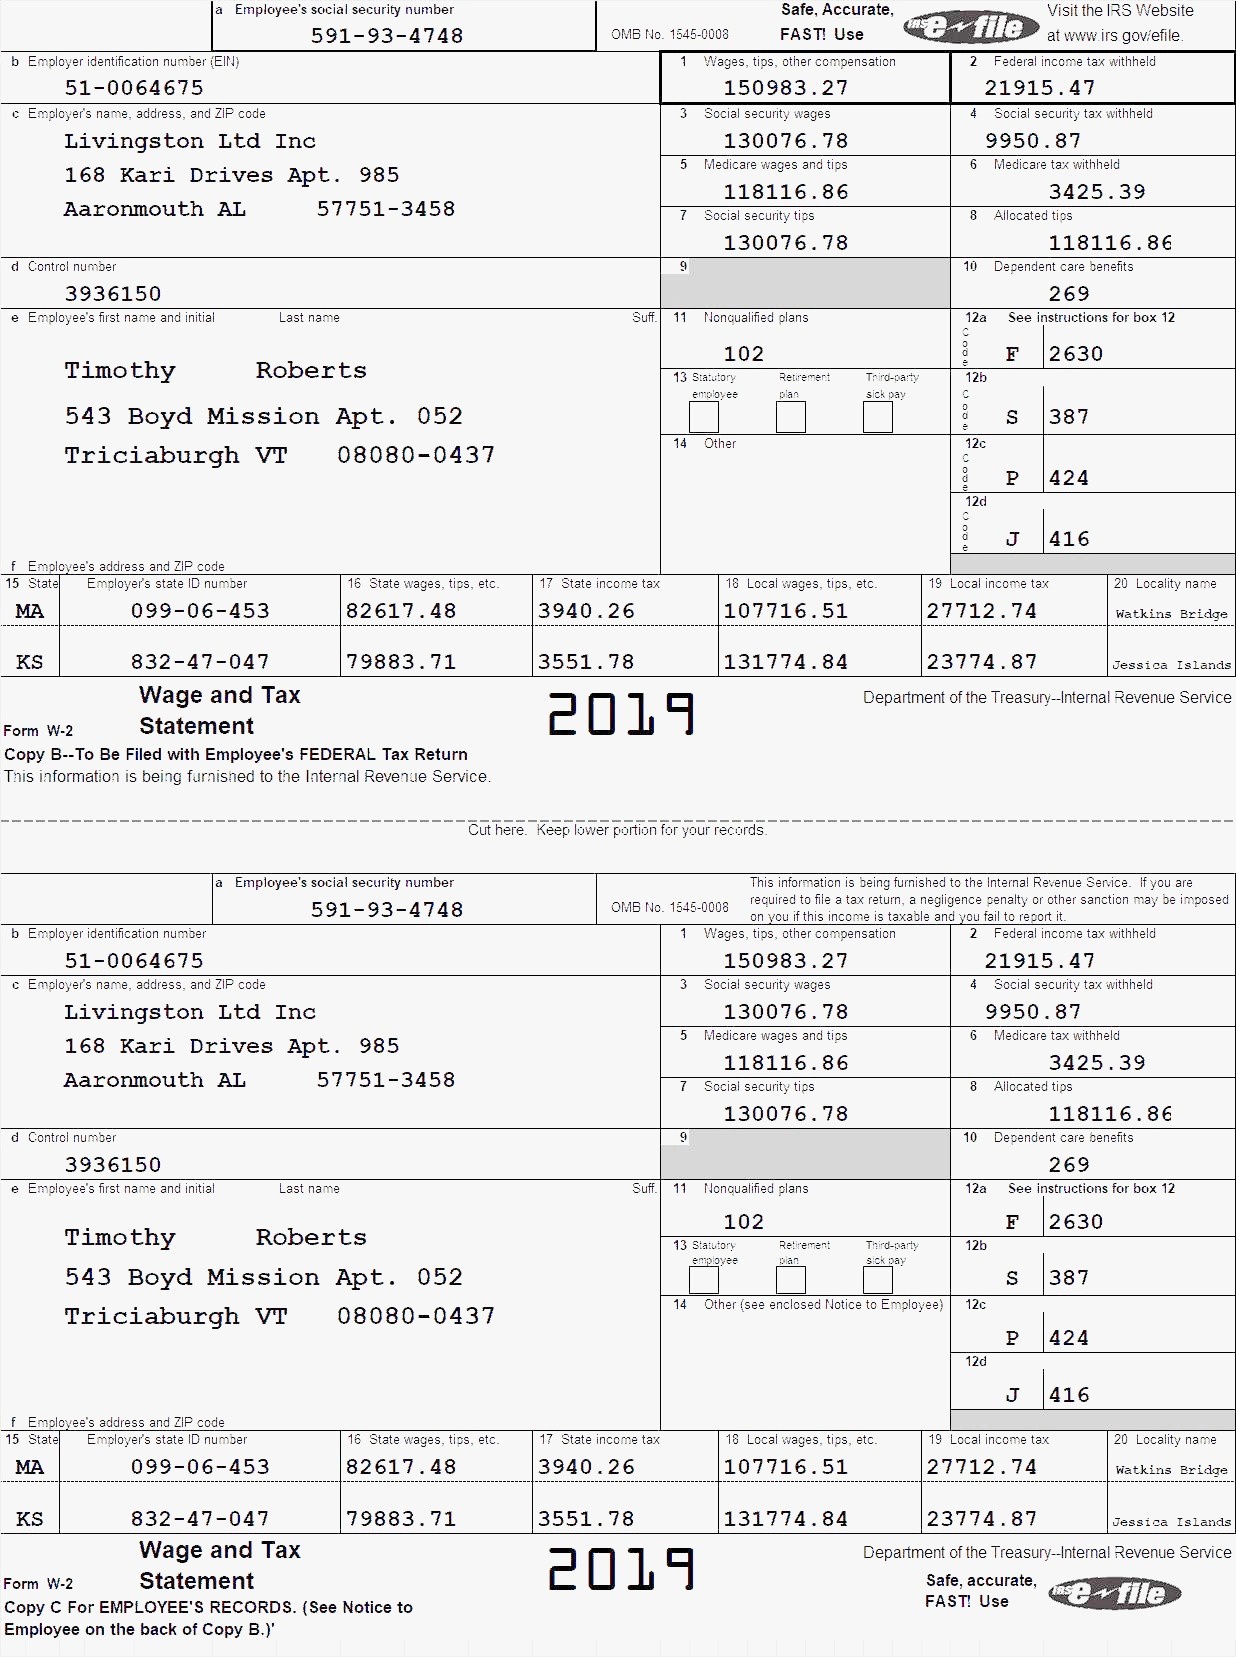 a Employee's social security number
591-93-4748
OMB No. 1545-0008
Safe, Accurate,
FAST! Use
IRS e-file
Visit the IRS Website
at www.irs gov/efile.
b Employer identification number (EIN)
51-0064675
1 Wages, tips, other compensation
150983.27
2 Federal income tax withheld
21915.47
c Employer's name, address, and ZIP code
Livingston Ltd Inc
168 Kari Drives Apt. 985
Aaronmouth AL 57751-3458
3 Social security wages
130076.78
4 Social security tax withheld
9950.87
5 Medicare wages and tips
118116.86
6 Medicare tax withheld
3425.39
7 Social security tips
130076.78
8 Allocated tips
118116.86
d Control number
3936150
9
10 Dependent care benefits
269
e Employee's first name and initial Last name Suff.
Timothy Roberts
543 Boyd Mission Apt. 052
Triciaburgh VT 08080-0437
11 Nonqualified plans
102
12a See instructions for box 12
Code F 2630
13 Statutory employee Retirement plan Third-party sick pay
12b
Code S 387
14 Other
12c
Code P 424
12d
Code J 416
f Employee's address and ZIP code
15 State Employer's state ID number 16 State wages, tips, etc. 17 State income tax 18 Local wages, tips, etc. 19 Local income tax 20 Locality name
MA 099-06-453 82617.48 3940.26 107716.51 27712.74 Watkins Bridge
KS 832-47-047 79883.71 3551.78 131774.84 23774.87 Jessica Islands
Wage and Tax
Statement
Form W-2
2019
Department of the Treasury--Internal Revenue Service
Copy B--To Be Filed with Employee's FEDERAL Tax Return
This information is being furnished to the Internal Revenue Service.
Cut here. Keep lower portion for your records.
a Employee's social security number
591-93-4748
OMB No. 1545-0008
This information is being furnished to the Internal Revenue Service. If you are
required to file a tax return, a negligence penalty or other sanction may be imposed
on you if this income is taxable and you fail to report it.
b Employer identification number
51-0064675
1 Wages, tips, other compensation
150983.27
2 Federal income tax withheld
21915.47
c Employer's name, address, and ZIP code
Livingston Ltd Inc
168 Kari Drives Apt. 985
Aaronmouth AL 57751-3458
3 Social security wages
130076.78
4 Social security tax withheld
9950.87
5 Medicare wages and tips
118116.86
6 Medicare tax withheld
3425.39
7 Social security tips
130076.78
8 Allocated tips
118116.86
d Control number
3936150
9
10 Dependent care benefits
269
e Employee's first name and initial Last name Suff.
Timothy Roberts
543 Boyd Mission Apt. 052
Triciaburgh VT 08080-0437
11 Nonqualified plans
102
12a See instructions for box 12
F 2630
13 Statutory employee Retirement plan Third-party sick pay
12b
S 387
14 Other (see enclosed Notice to Employee)
12c
P 424
12d
J 416
f Employee's address and ZIP code
15 State Employer's state ID number 16 State wages, tips, etc. 17 State income tax 18 Local wages, tips, etc. 19 Local income tax 20 Locality name
MA 099-06-453 82617.48 3940.26 107716.51 27712.74 Watkins Bridge
KS 832-47-047 79883.71 3551.78 131774.84 23774.87 Jessica Islands
Wage and Tax
Statement
Form W-2
2019
Department of the Treasury--Internal Revenue Service
Safe, accurate,
FAST! Use
IRS e-file
Copy C For EMPLOYEE'S RECORDS. (See Notice to
Employee on the back of Copy B.)'